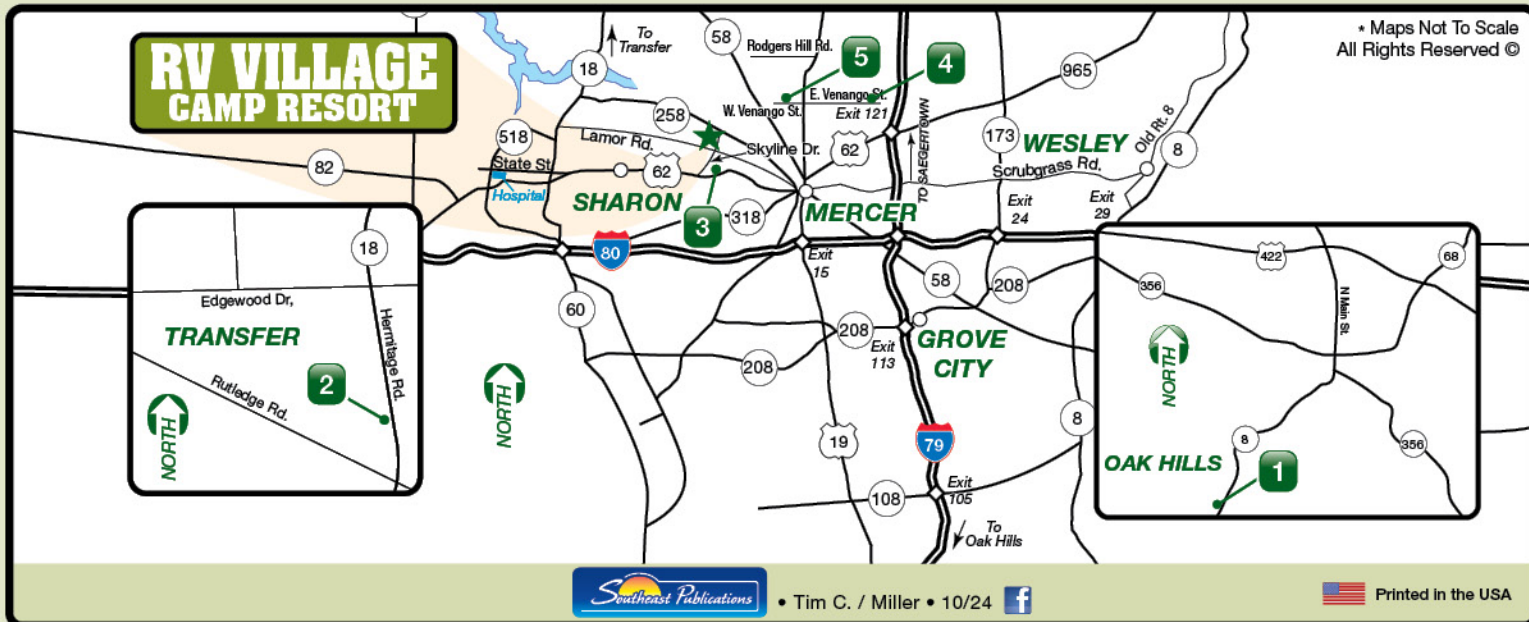 RV VILLAGE
CAMP RESORT
* Maps Not To Scale
All Rights Reserved ©
To
Transfer
18
58
Rodgers Hill Rd.
5
4
965
E. Venango St.
W. Venango St.
Exit 121
258
518
Lamor Rd.
Skyline Dr.
62
173
WESLEY
Old Rt. 8
8
82
State St
62
Hospital
SHARON
3
318
MERCER
TO SAEGERTOWN
Scrubgrass Rd.
Exit
24
Exit
29
80
Exit
15
58
208
60
208
Exit
113
GROVE
CITY
208
NORTH
19
79
8
108
Exit
105
To
Oak Hills
18
Edgewood Dr,
TRANSFER
Hermitage Rd.
Rutledge Rd.
2
NORTH
422
68
356
N Main St.
NORTH
8
356
OAK HILLS
1
Southeast Publications
• Tim C. / Miller • 10/24
f
Printed in the USA